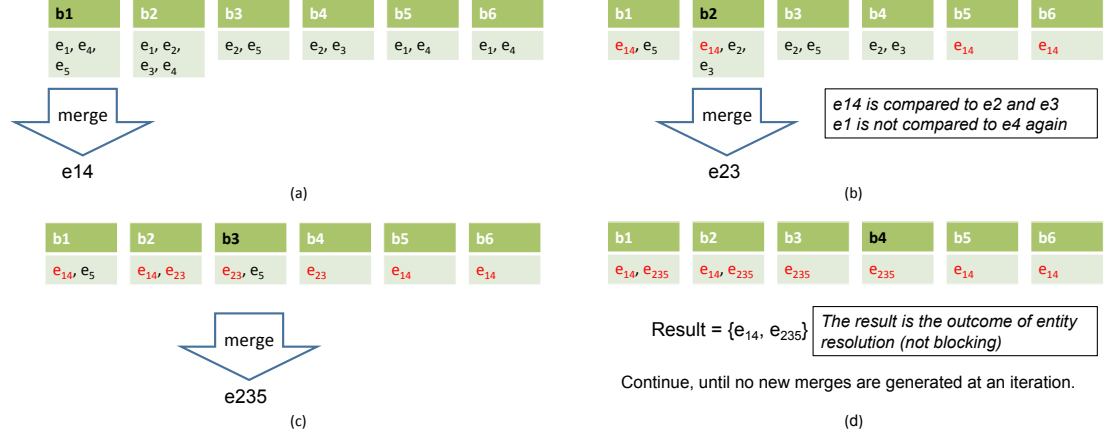 b1 b2 b3 b4 b5 b6
e1, e4, e1, e2, e2, e5 e2, e3 e1, e4 e1, e4
e5 e3, e4
merge
e14
(a)
b1 b2 b3 b4 b5 b6
e14, e5 e14, e2, e2, e5 e2, e3 e14 e14
e3
merge
e14 is compared to e2 and e3
e1 is not compared to e4 again
e23
(b)
b1 b2 b3 b4 b5 b6
e14, e5 e14, e23 e23, e5 e23 e14 e14
merge
e235
(c)
b1 b2 b3 b4 b5 b6
e14, e235 e14, e235 e235 e235 e14 e14
Result = {e14, e235}
The result is the outcome of entity
resolution (not blocking)
Continue, until no new merges are generated at an iteration.
(d)